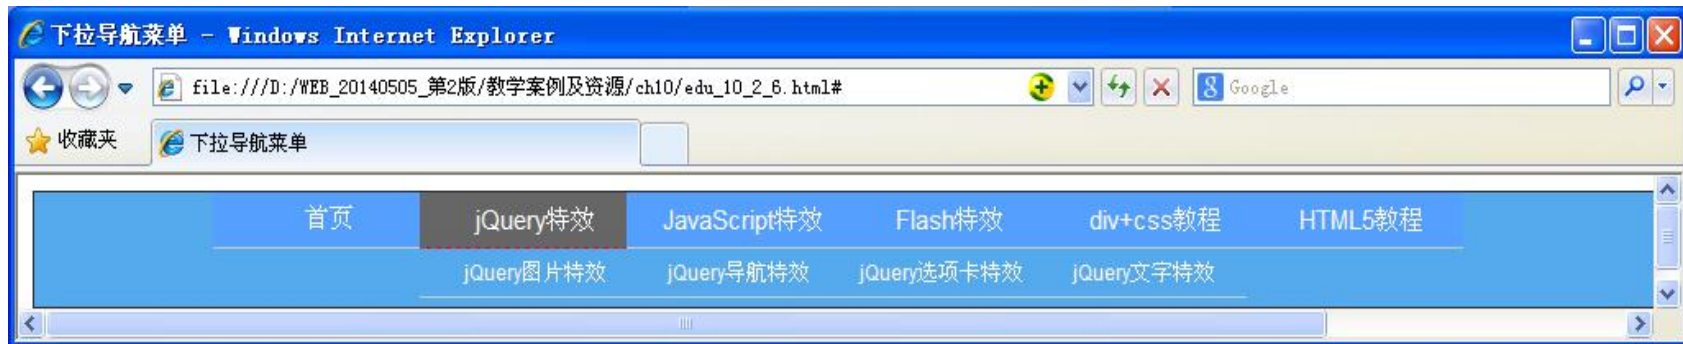 下拉导航菜单 - Windows Internet Explorer
file:///D:/WEB_20140505_第2版/教学案例及资源/ch10/edu_10_2_6.html# Google
收藏夹 下拉导航菜单
首页 jQuery特效 JavaScript特效 Flash特效 div+css教程 HTML5教程
jQuery图片特效 jQuery导航特效 jQuery选项卡特效 jQuery文字特效